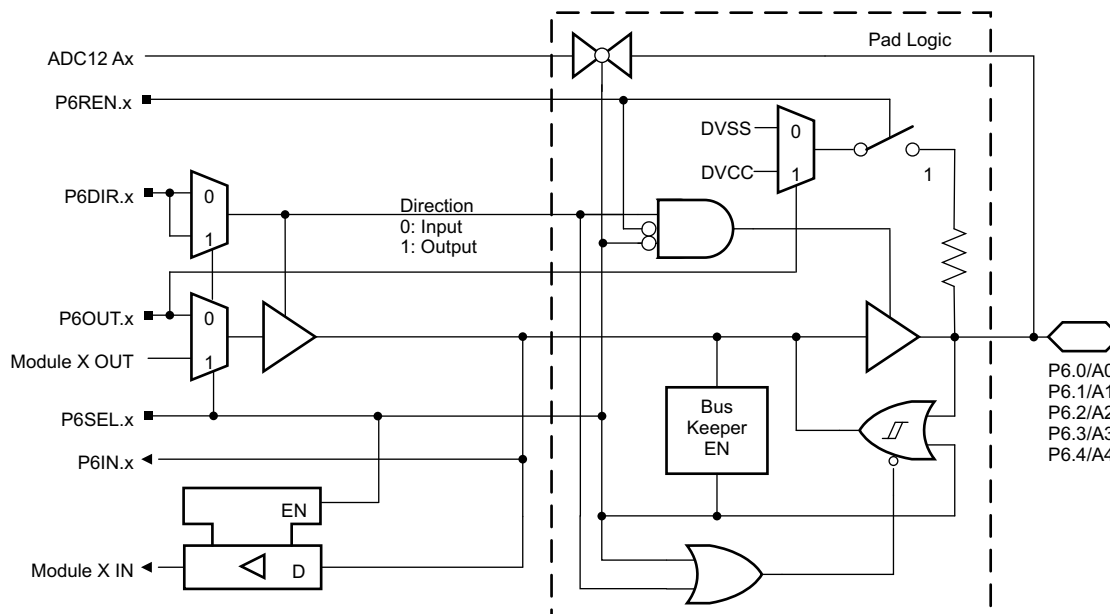 Pad Logic
ADC12 Ax
P6REN.x
DVSS
0
DVCC
1
1
P6DIR.x
0
1
Direction
0: Input
1: Output
P6OUT.x
0
Module X OUT
1
P6SEL.x
Bus
Keeper
EN
P6IN.x
EN
Module X IN
D
P6.0/A0
P6.1/A1
P6.2/A2
P6.3/A3
P6.4/A4